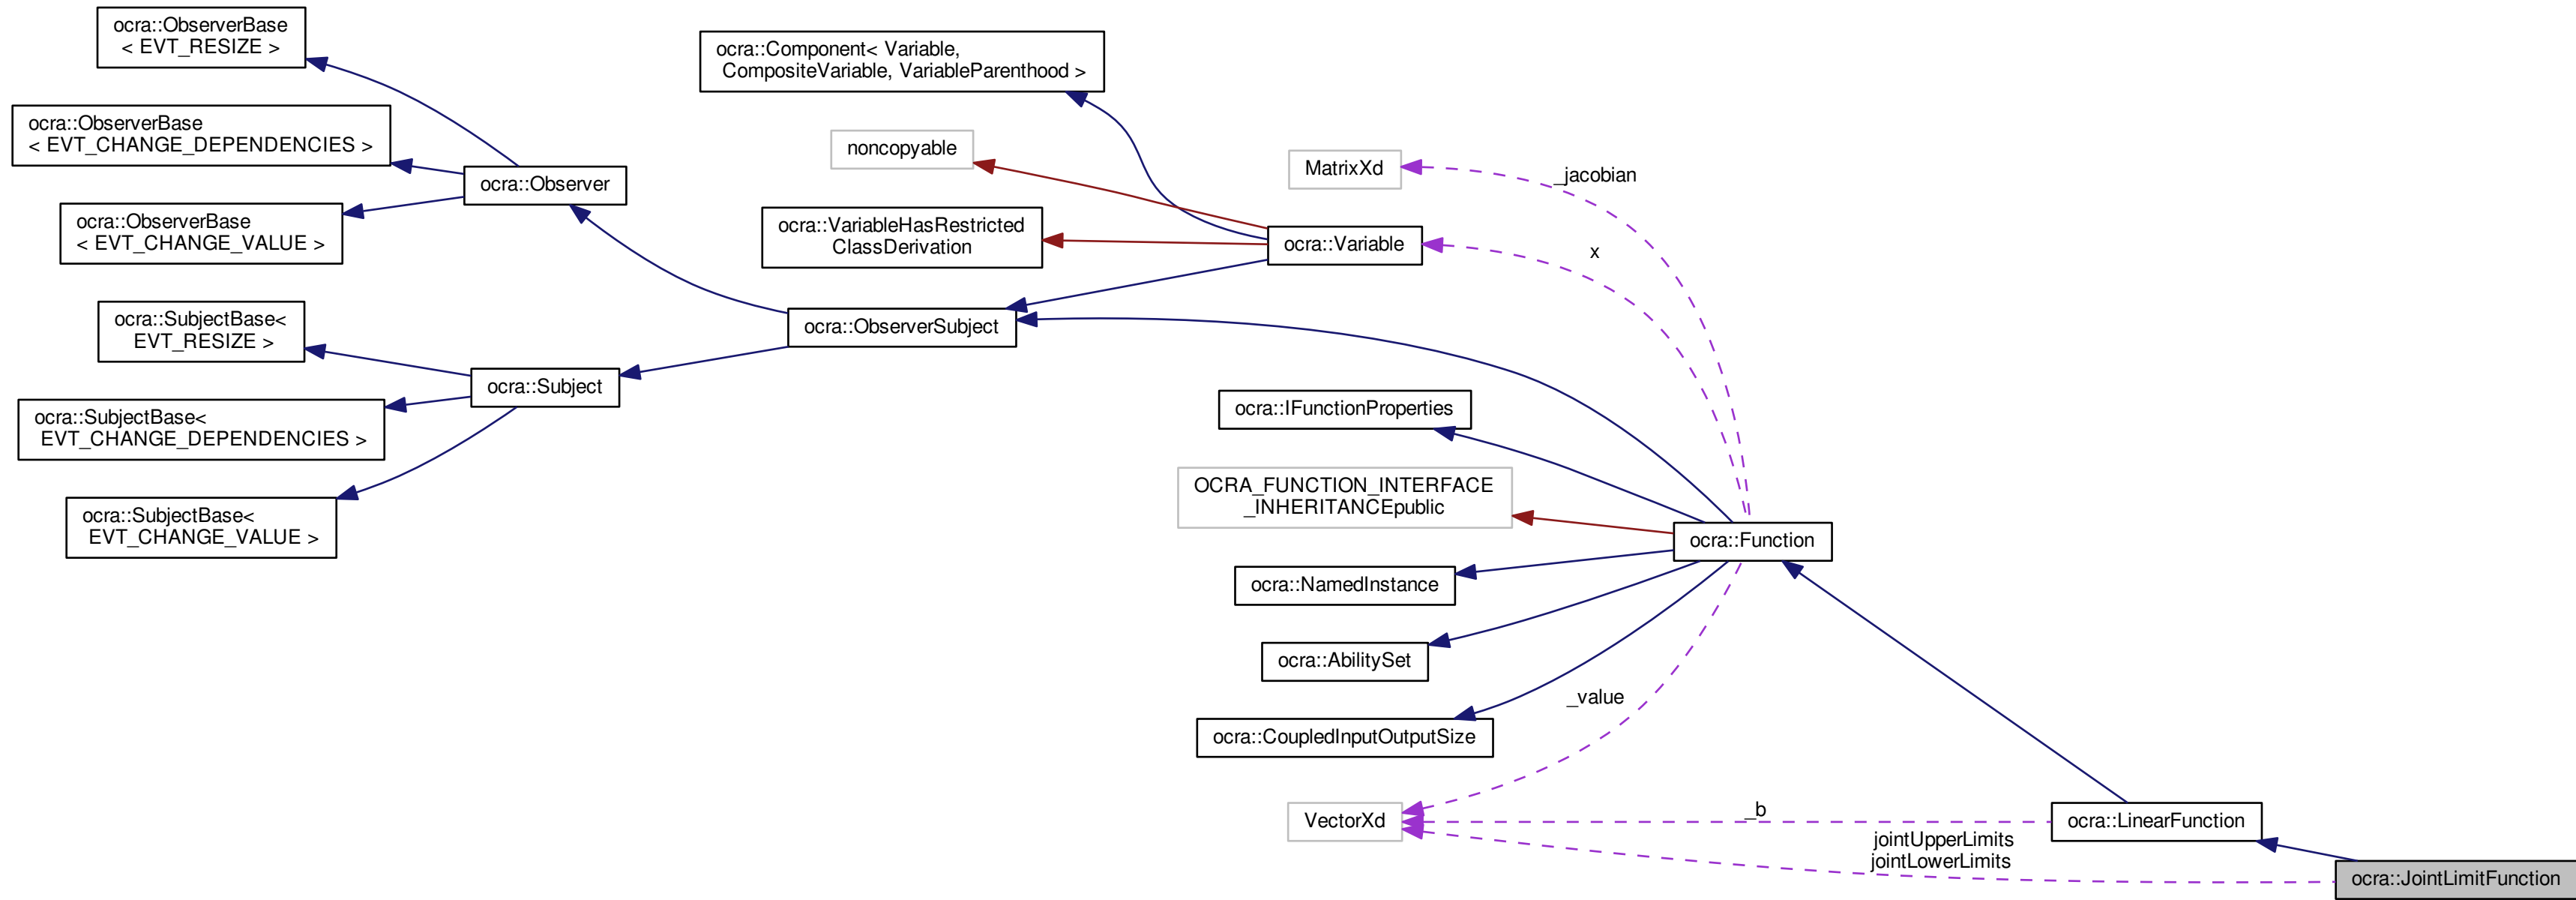 ocra::ObserverBase
< EVT_RESIZE >
ocra::ObserverBase
< EVT_CHANGE_DEPENDENCIES >
ocra::ObserverBase
< EVT_CHANGE_VALUE >
ocra::SubjectBase<
EVT_RESIZE >
ocra::SubjectBase<
EVT_CHANGE_DEPENDENCIES >
ocra::SubjectBase<
EVT_CHANGE_VALUE >
ocra::Observer
ocra::Subject
ocra::Component< Variable,
CompositeVariable, VariableParenthood >
noncopyable
ocra::VariableHasRestricted
ClassDerivation
ocra::ObserverSubject
MatrixXd
ocra::Variable
ocra::IFunctionProperties
OCRA_FUNCTION_INTERFACE
_INHERITANCEpublic
ocra::NamedInstance
ocra::AbilitySet
ocra::CoupledInputOutputSize
VectorXd
_jacobian
x
_value
_b
jointUpperLimits
jointLowerLimits
ocra::Function
ocra::LinearFunction
ocra::JointLimitFunction